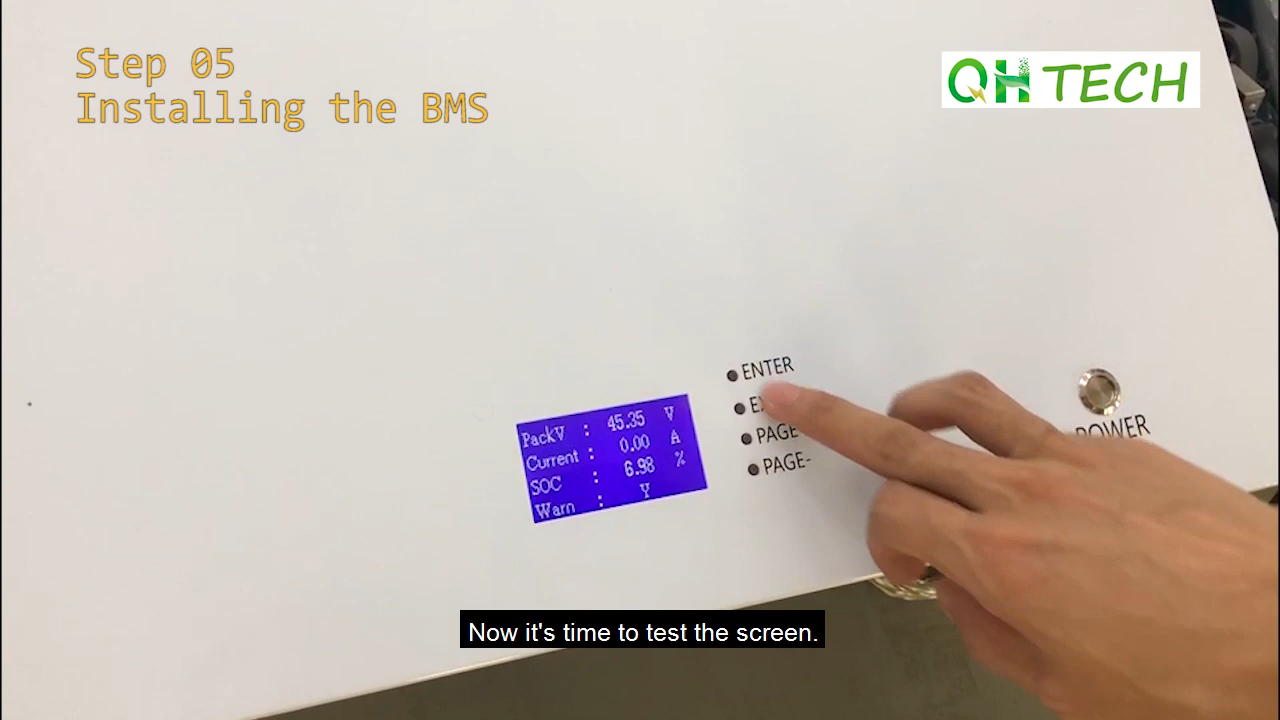 Step 05
Installing the BMS
QH TECH
ENTER
PAGE
PAGE-
POWER
PackV : 45.35 V
Current : 0.00 A
SOC : 6.98 %
Warn : Y
Now it's time to test the screen.